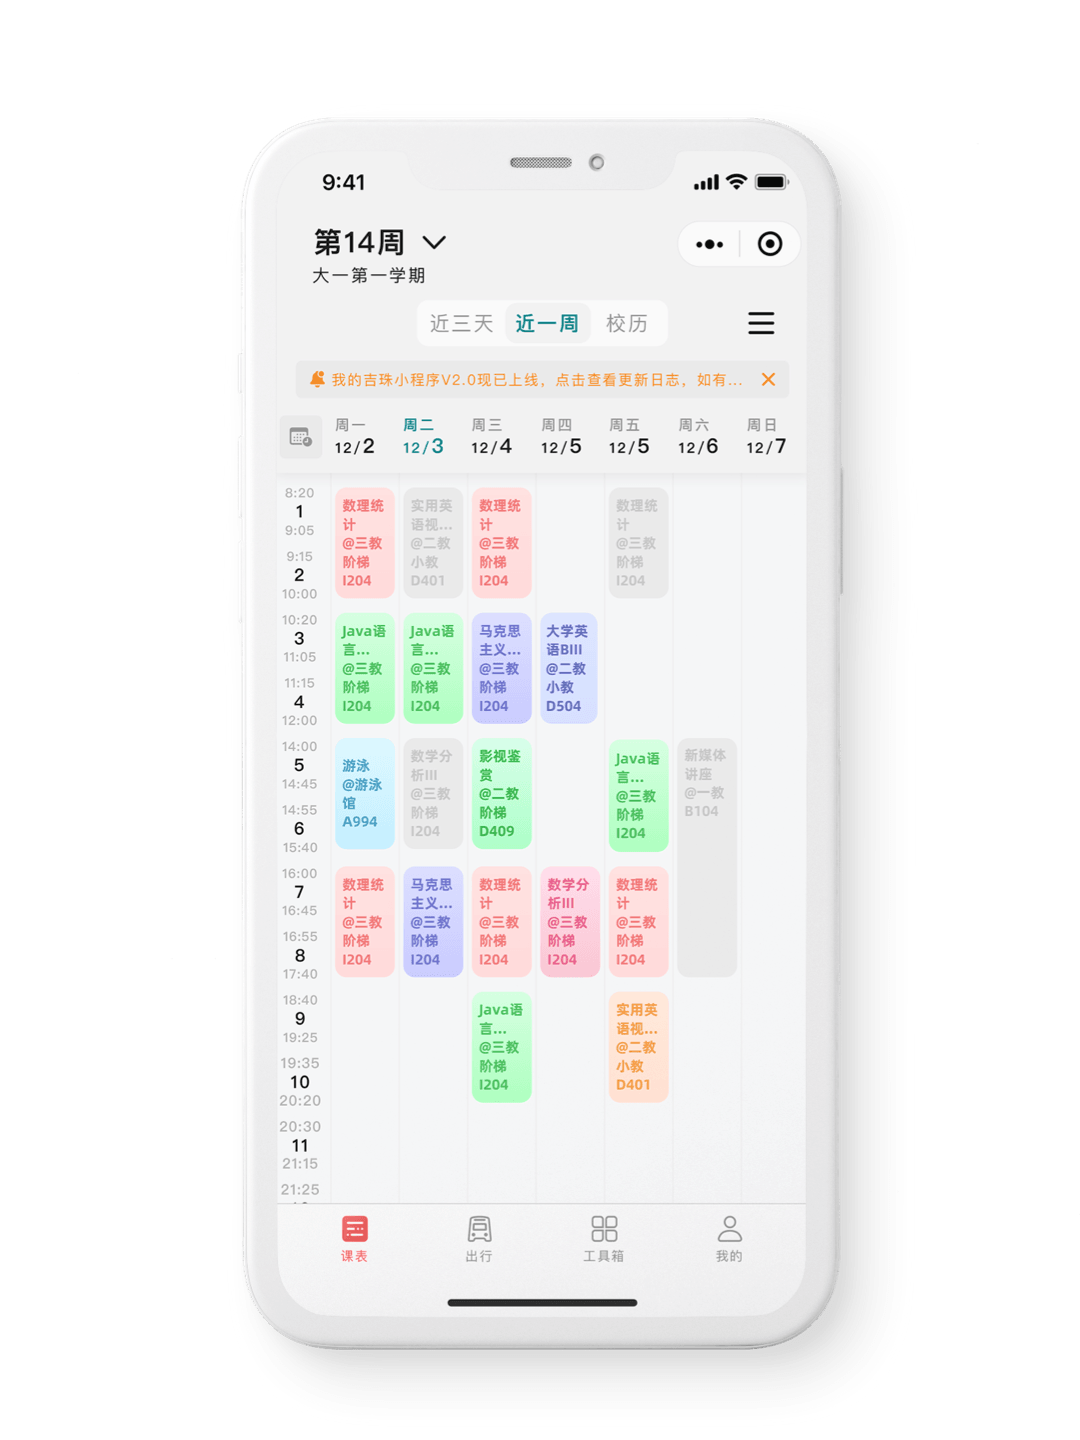 9:41
第14周
大一第一学期
近三天 近一周 校历
我的吉珠小程序V2.0现已上线，点击查看更新日志，如有...
周一 周二 周三 周四 周五 周六 周日
12/2 12/3 12/4 12/5 12/5 12/6 12/7
8:20
1
9:05
9:15
2
10:00
数理统
计
@三教
阶梯
I204
实用英
语视...
@二教
小教
D401
数理统
计
@三教
阶梯
I204
数理统
计
@三教
阶梯
I204
10:20
3
11:05
11:15
4
12:00
Java语
言...
@三教
阶梯
I204
Java语
言...
@三教
阶梯
I204
马克思
主义...
@三教
阶梯
I204
大学英
语BIII
@二教
小教
D504
14:00
5
14:45
14:55
6
15:40
游泳
@游泳
馆
A994
数学分
析III
@三教
阶梯
I204
影视鉴
赏
@二教
阶梯
D409
Java语
言...
@三教
阶梯
I204
新媒体
讲座
@一教
B104
16:00
7
16:45
16:55
8
17:40
数理统
计
@三教
阶梯
I204
马克思
主义...
@三教
阶梯
I204
数理统
计
@三教
阶梯
I204
数学分
析III
@三教
阶梯
I204
数理统
计
@三教
阶梯
I204
18:40
9
19:25
19:35
10
20:20
Java语
言...
@三教
阶梯
I204
实用英
语视...
@二教
小教
D401
20:30
11
21:15
21:25
课表 出行 工具箱 我的